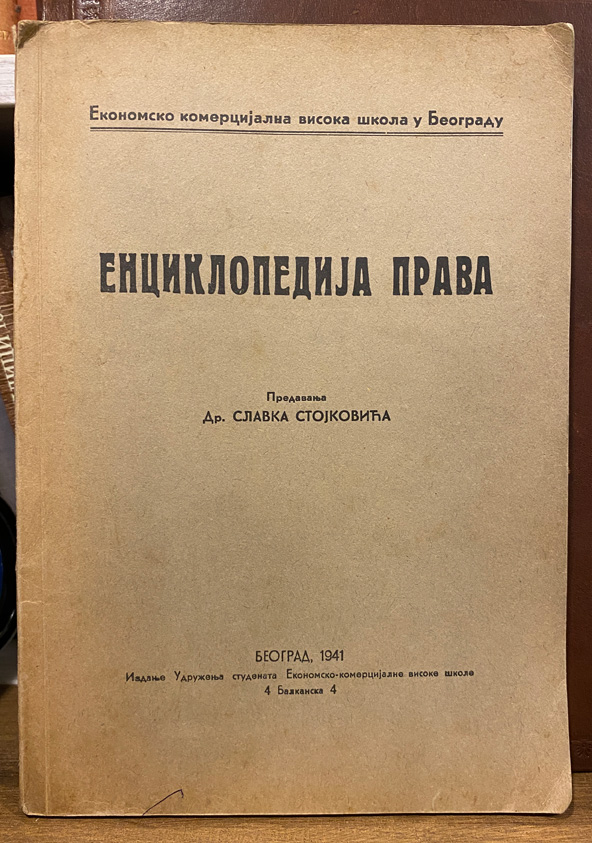 Економско комерцијална висока школа у Београду
ЕНЦИКЛОПЕДИЈА ПРАВА
Предавања
Др. СЛАВКА СТОЈКОВИЋА
БЕОГРАД, 1941
Издање Удружења студената Економско-комерцијалне високе школе
4 Балканска 4